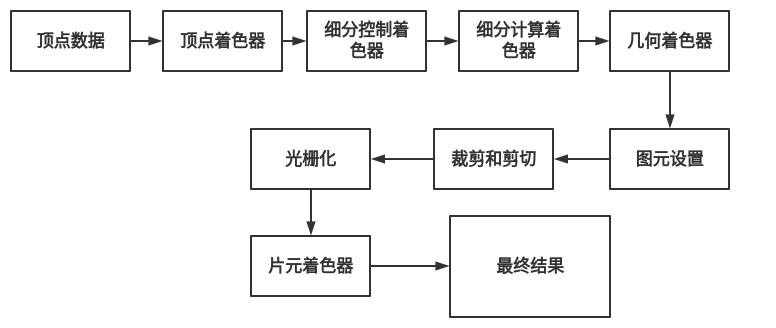 顶点数据
顶点着色器
细分控制着
色器
细分计算着
色器
几何着色器
图元设置
裁剪和剪切
光栅化
片元着色器
最终结果